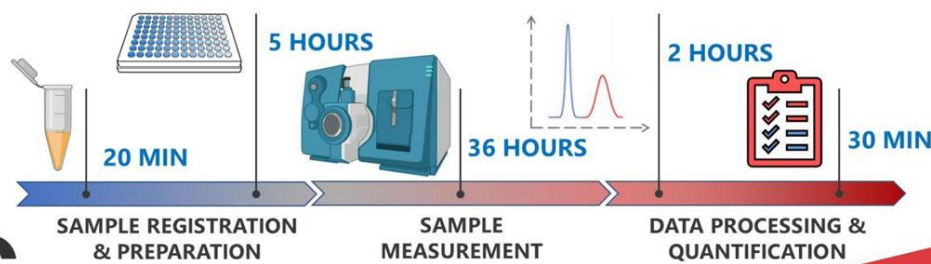 5 HOURS
2 HOURS
20 MIN
36 HOURS
30 MIN
SAMPLE REGISTRATION
& PREPARATION
SAMPLE
MEASUREMENT
DATA PROCESSING &
QUANTIFICATION